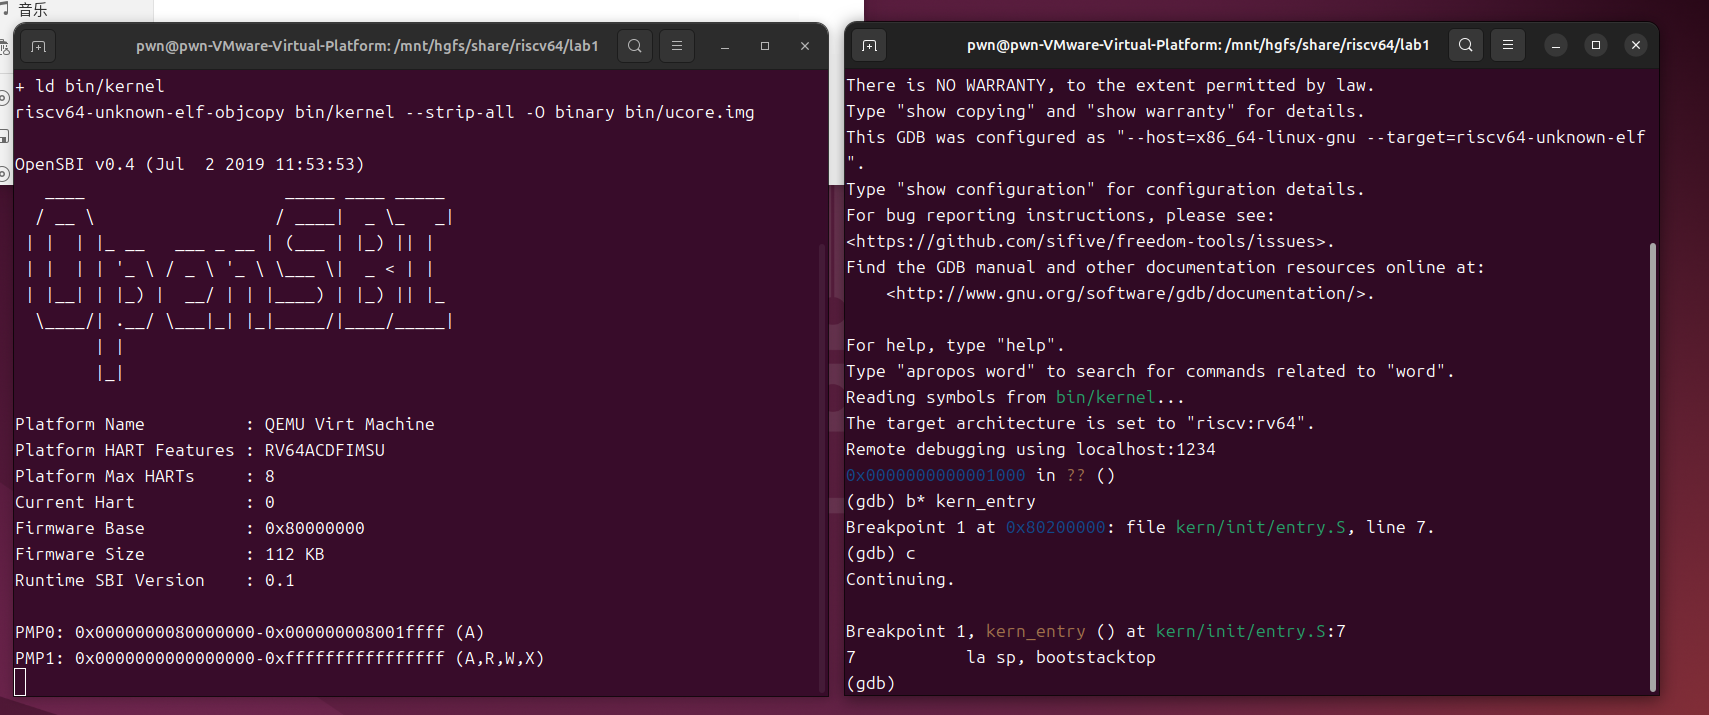 音乐
pwn@pwn-VMware-Virtual-Platform: /mnt/hgfs/share/riscv64/lab1
+ ld bin/kernel
riscv64-unknown-elf-objcopy bin/kernel --strip-all -O binary bin/ucore.img
OpenSBI v0.4 (Jul  2 2019 11:53:53)
   ____                    _____ ____ _____
  / __ \                  / ____|  _ \_   _|
 | |  | |_ __   ___ _ __ | (___ | |_) || |
 | |  | | '_ \ / _ \ '_ \ \___ \|  _ < | |
 | |__| | |_) |  __/ | | |____) | |_) || |_
  \____/| .__/ \___|_| |_|_____/|____/_____|
        | |
        |_|
Platform Name          : QEMU Virt Machine
Platform HART Features : RV64ACDFIMSU
Platform Max HARTs     : 8
Current Hart           : 0
Firmware Base          : 0x80000000
Firmware Size          : 112 KB
Runtime SBI Version    : 0.1
PMP0: 0x0000000080000000-0x000000008001ffff (A)
PMP1: 0x0000000000000000-0xffffffffffffffff (A,R,W,X)
pwn@pwn-VMware-Virtual-Platform: /mnt/hgfs/share/riscv64/lab1
There is NO WARRANTY, to the extent permitted by law.
Type "show copying" and "show warranty" for details.
This GDB was configured as "--host=x86_64-linux-gnu --target=riscv64-unknown-elf
".
Type "show configuration" for configuration details.
For bug reporting instructions, please see:
<https://github.com/sifive/freedom-tools/issues>.
Find the GDB manual and other documentation resources online at:
    <http://www.gnu.org/software/gdb/documentation/>.
For help, type "help".
Type "apropos word" to search for commands related to "word".
Reading symbols from bin/kernel...
The target architecture is set to "riscv:rv64".
Remote debugging using localhost:1234
0x0000000000001000 in ?? ()
(gdb) b* kern_entry
Breakpoint 1 at 0x80200000: file kern/init/entry.S, line 7.
(gdb) c
Continuing.
Breakpoint 1, kern_entry () at kern/init/entry.S:7
7           la sp, bootstacktop
(gdb)